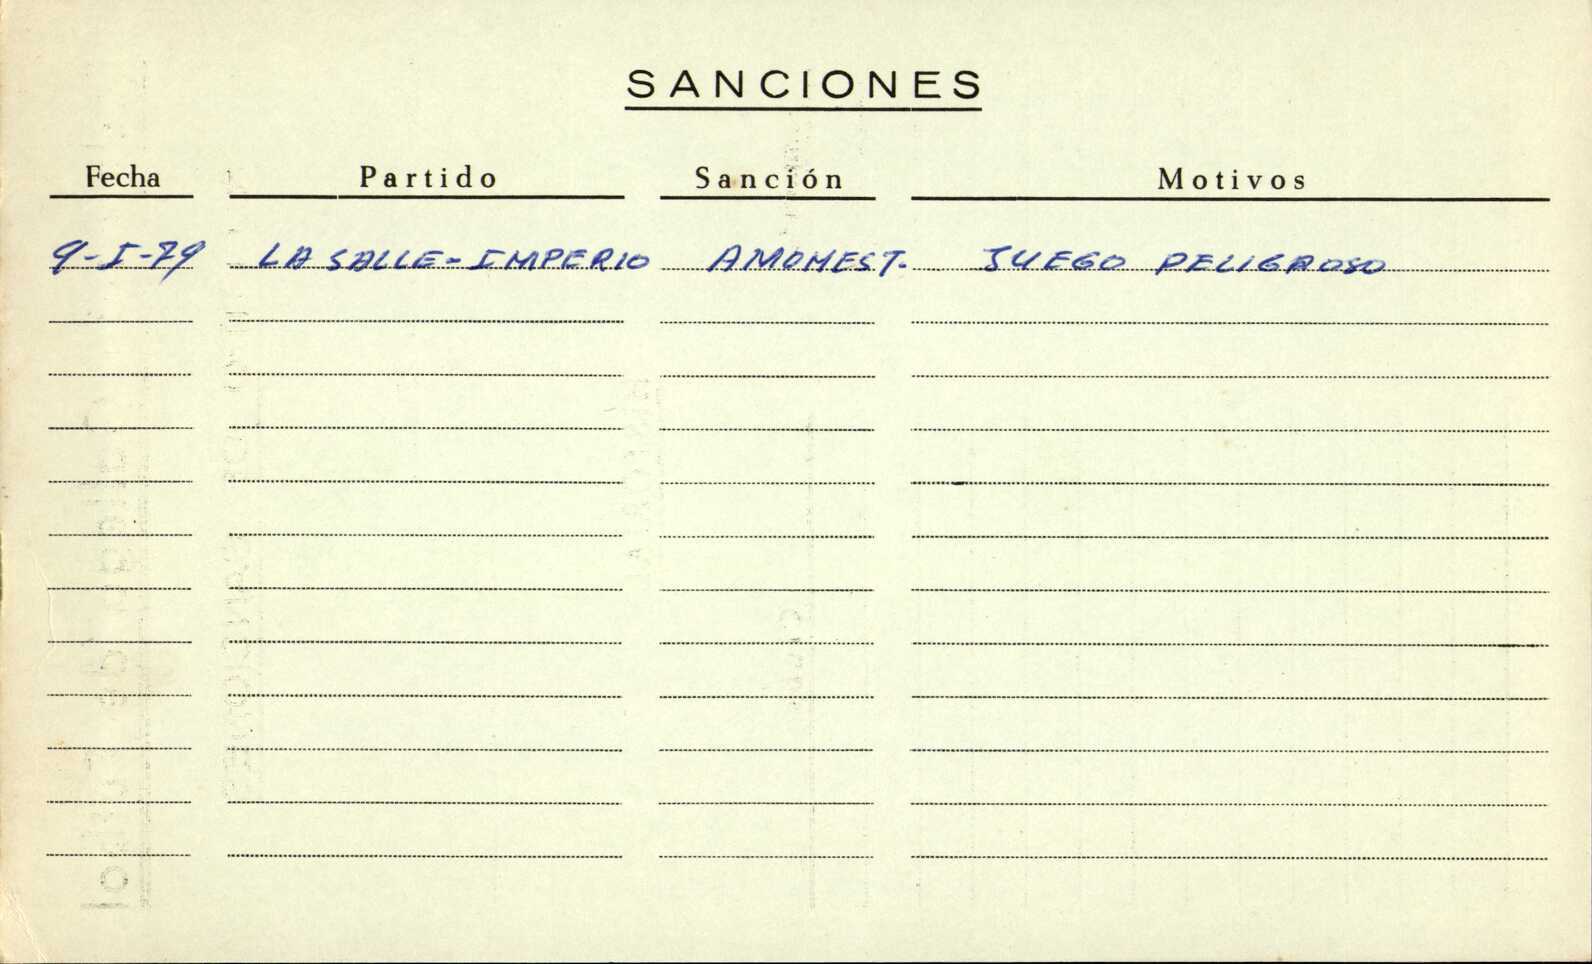 SANCIONES
Fecha Partido Sanción Motivos
9-I-79 LA SALLE-IMPERIO AMONEST. JUEGO PELIGROSO